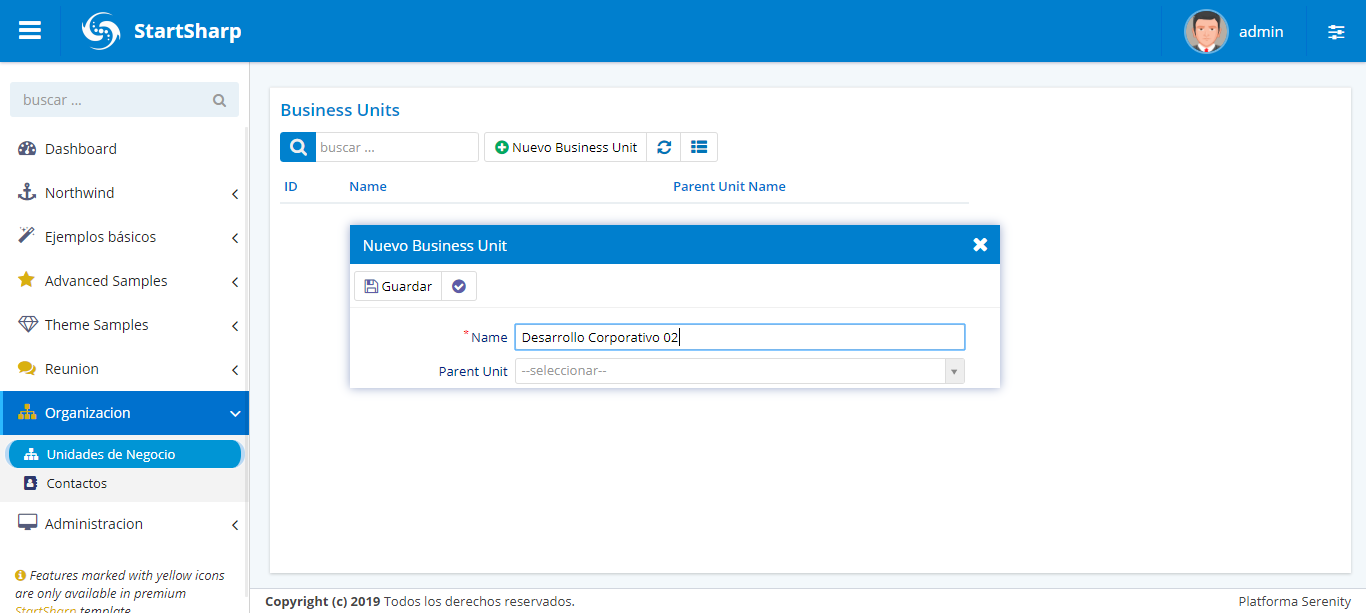 StartSharp
admin
buscar ...
Dashboard
Northwind
Ejemplos básicos
Advanced Samples
Theme Samples
Reunion
Organizacion
Unidades de Negocio
Contactos
Administracion
Features marked with yellow icons
are only available in premium
StartSharp template
Business Units
buscar ...
Nuevo Business Unit
ID Name Parent Unit Name
Nuevo Business Unit
Guardar
* Name Desarrollo Corporativo 02
Parent Unit --seleccionar--
Copyright (c) 2019 Todos los derechos reservados. Platforma Serenity